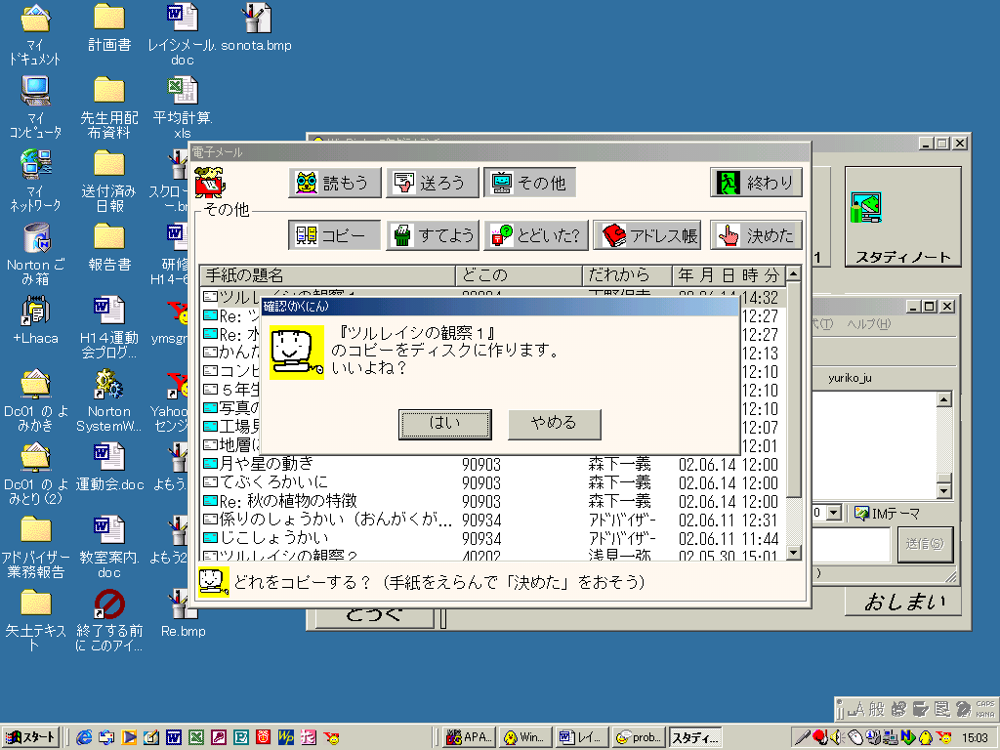 マイ ドキュメント
計画書
レイシメール.doc
sonota.bmp
マイ コンピュータ
先生用配布資料
平均計算.xls
マイ ネットワーク
送付済み日報
スクロー
Norton ごみ箱
報告書
研修
H14-6
+Lhaca
H14運動会プログ...
ymsgr
Dc01 のよみかき
Norton SystemW...
Yahoo
センジ
Dc01 のよみとり(2)
運動会.doc
よもう
アドバイザー業務報告
教室案内.doc
よもう2
矢土テキスト
終了する前に このアイ...
Re.bmp
電子メール
読もう
送ろう
その他
終わり
その他
コピー
すてよう
とどいた?
アドレス帳
決めた
手紙の題名 どこの だれから 年 月 日 時 分
14:32
Re: 12:27
Re: 12:27
かんた 12:13
コンピ 12:10
5年生 12:10
写真の 12:10
工場見 12:07
地層に 12:01
月や星の動き 90903 森下一義 02.06.14 12:00
てぶくろかいに 90903 森下一義 02.06.14 12:00
Re: 秋の植物の特徴 90903 森下一義 02.06.14 12:00
係りのしょうかい(おんがくが... 90934 アドバイザー 02.06.11 12:31
じこしょうかい 90934 アドバイザー 02.06.11 11:44
ツルレイシの観察2 40202 浅見一弥 02.05.30 15:01
どれをコピーする?(手紙をえらんで「決めた」をおそう)
確認(かくにん)
『ツルレイシの観察1』
のコピーをディスクに作ります。
いいよね?
はい
やめる
スタディノート
ヘルプ(H)
yuriko_ju
IMテーマ
送信(S)
おしまい
どうぐ
A 般
CAPS
KANA
スタート
APA...
Win...
レイ...
prob...
スタディ...
15:03